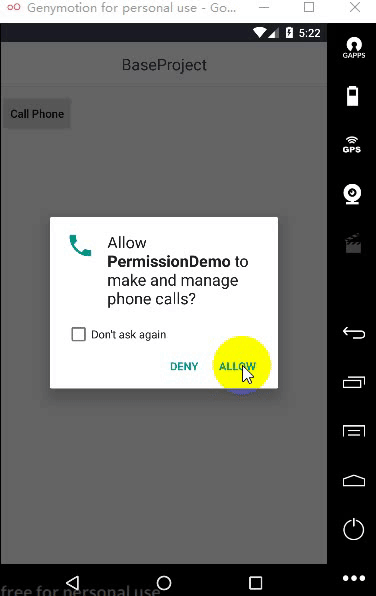 Genymotion for personal use - Go...
5:22
BaseProject
Call Phone
Allow
PermissionDemo to
make and manage
phone calls?
Don't ask again
DENY ALLOW
GAPPS
GPS
free for personal use